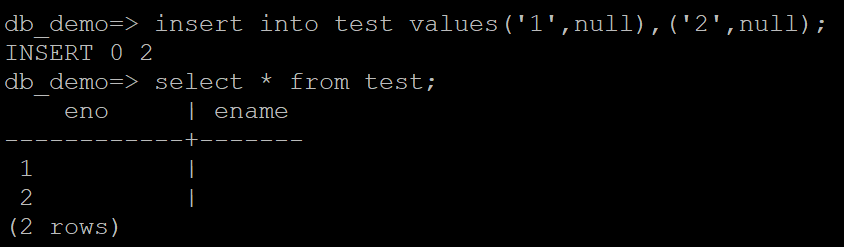 db_demo=> insert into test values('1',null),('2',null);
INSERT 0 2
db_demo=> select * from test;
    eno     | ename
------------+-------
 1          |
 2          |
(2 rows)